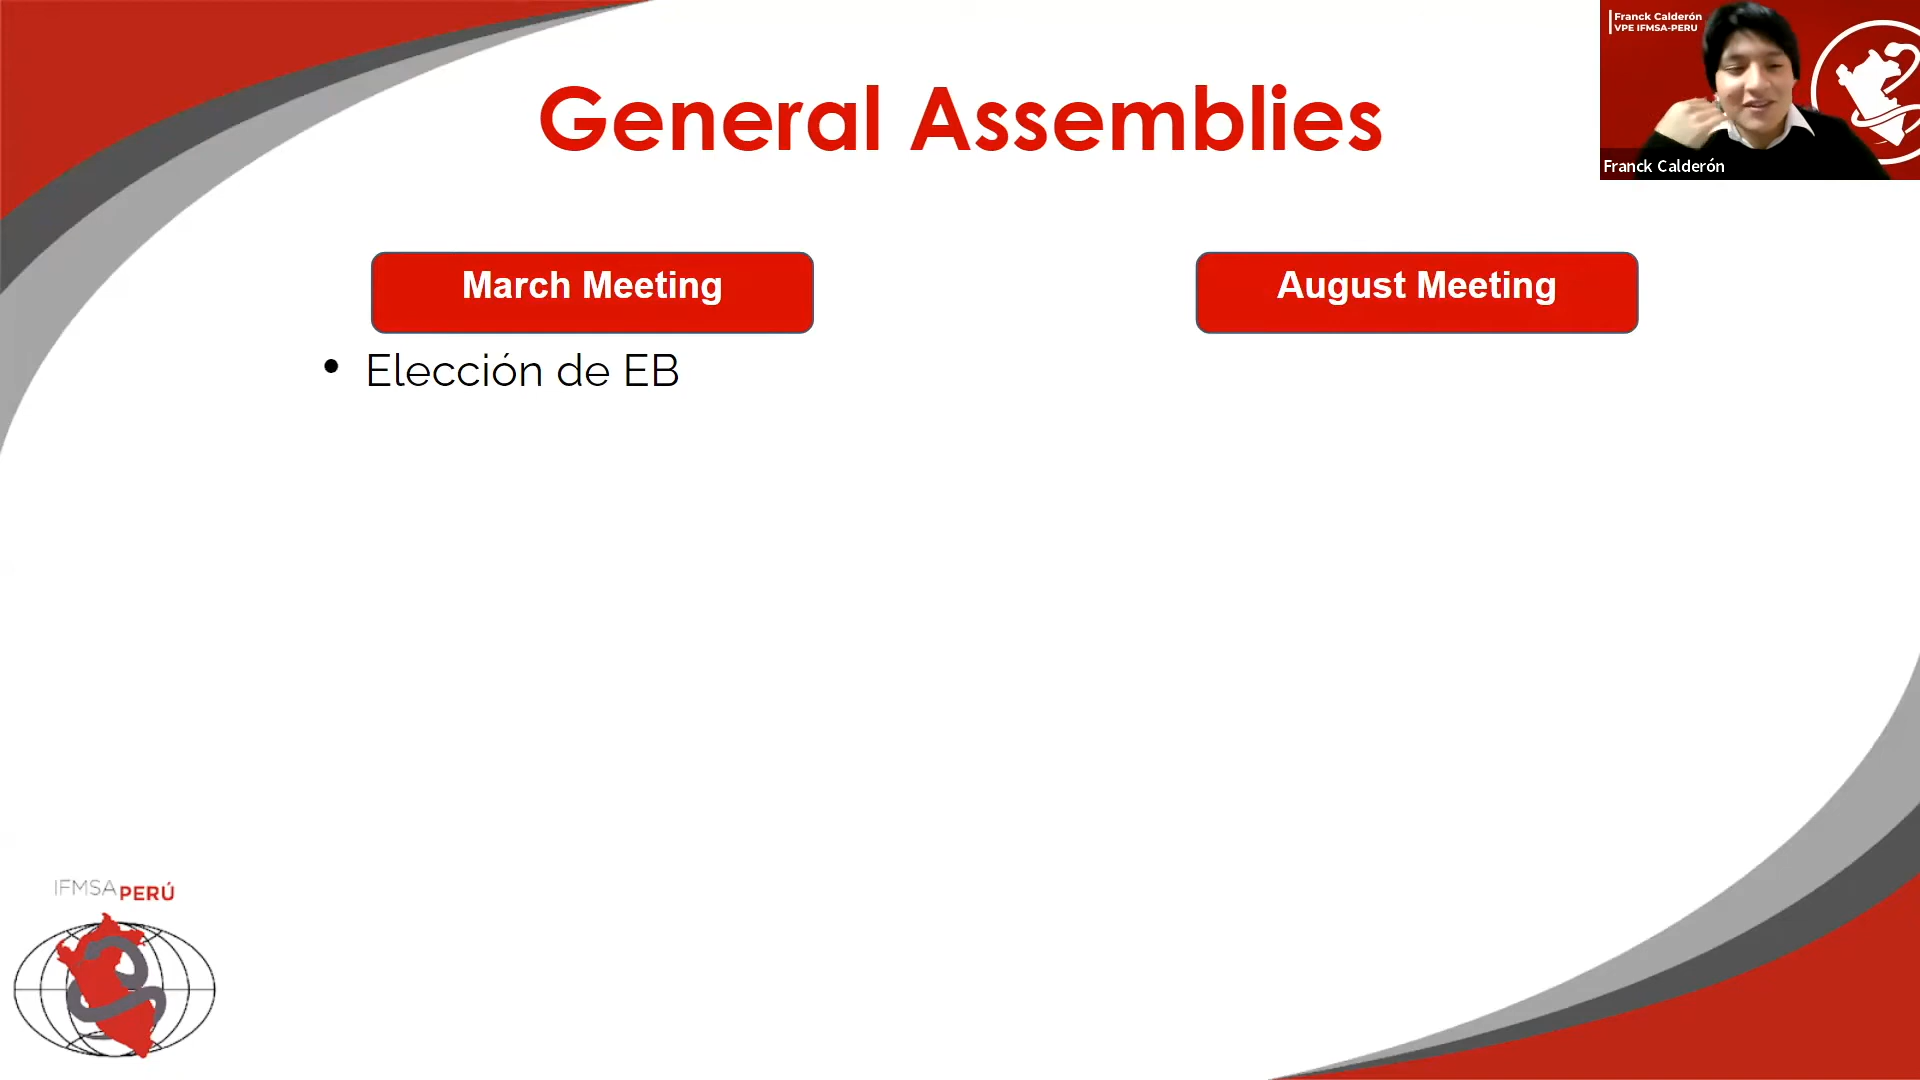 Franck Calderón
VPE IFMSA-PERU
Franck Calderón
General Assemblies
March Meeting
August Meeting
• Elección de EB
IFMSA PERÚ